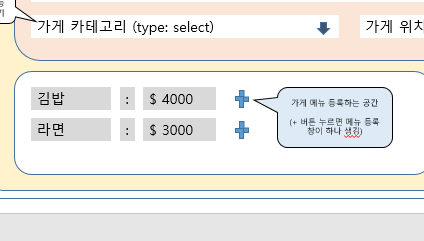 가게 카테고리 (type: select)
가게 위치
김밥 : $ 4000
라면 : $ 3000
가게 메뉴 등록하는 공간
(+ 버튼 누르면 메뉴 등록
창이 하나 생김)